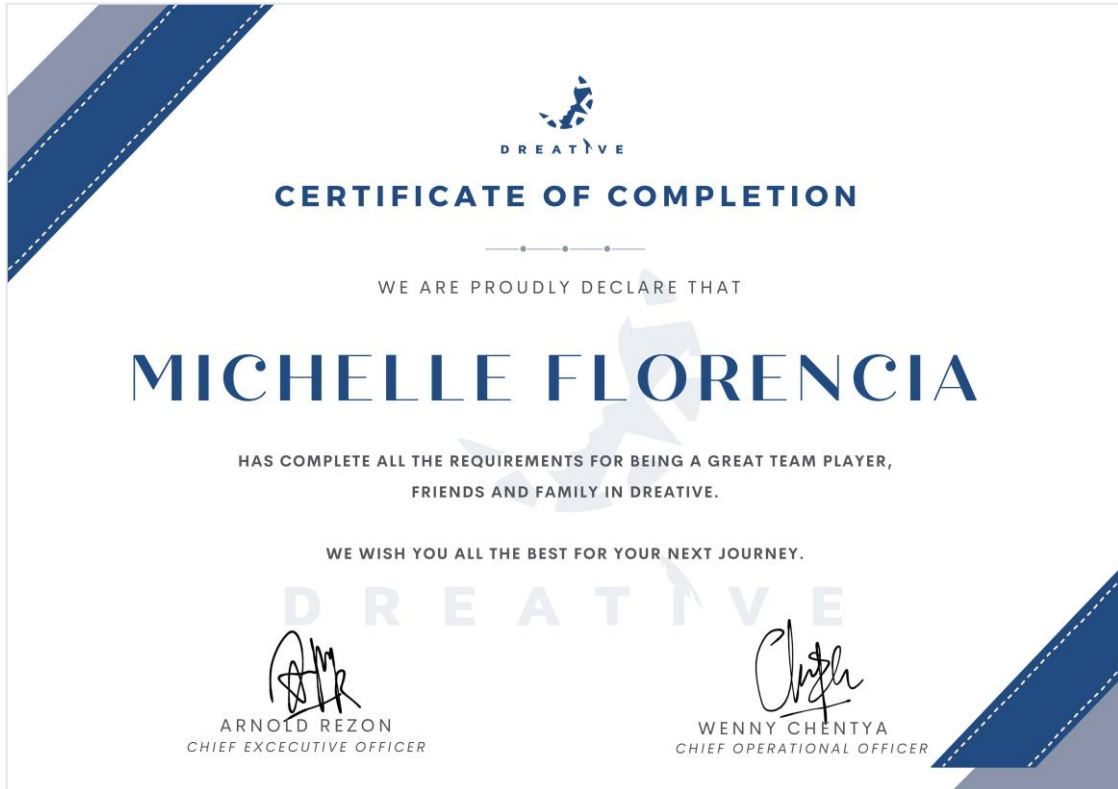 DREATIVE
CERTIFICATE OF COMPLETION
WE ARE PROUDLY DECLARE THAT
MICHELLE FLORENCIA
HAS COMPLETE ALL THE REQUIREMENTS FOR BEING A GREAT TEAM PLAYER,
FRIENDS AND FAMILY IN DREATIVE.
WE WISH YOU ALL THE BEST FOR YOUR NEXT JOURNEY.
DREATIVE
ARNOLD REZON
CHIEF EXCECUTIVE OFFICER
WENNY CHENTYA
CHIEF OPERATIONAL OFFICER